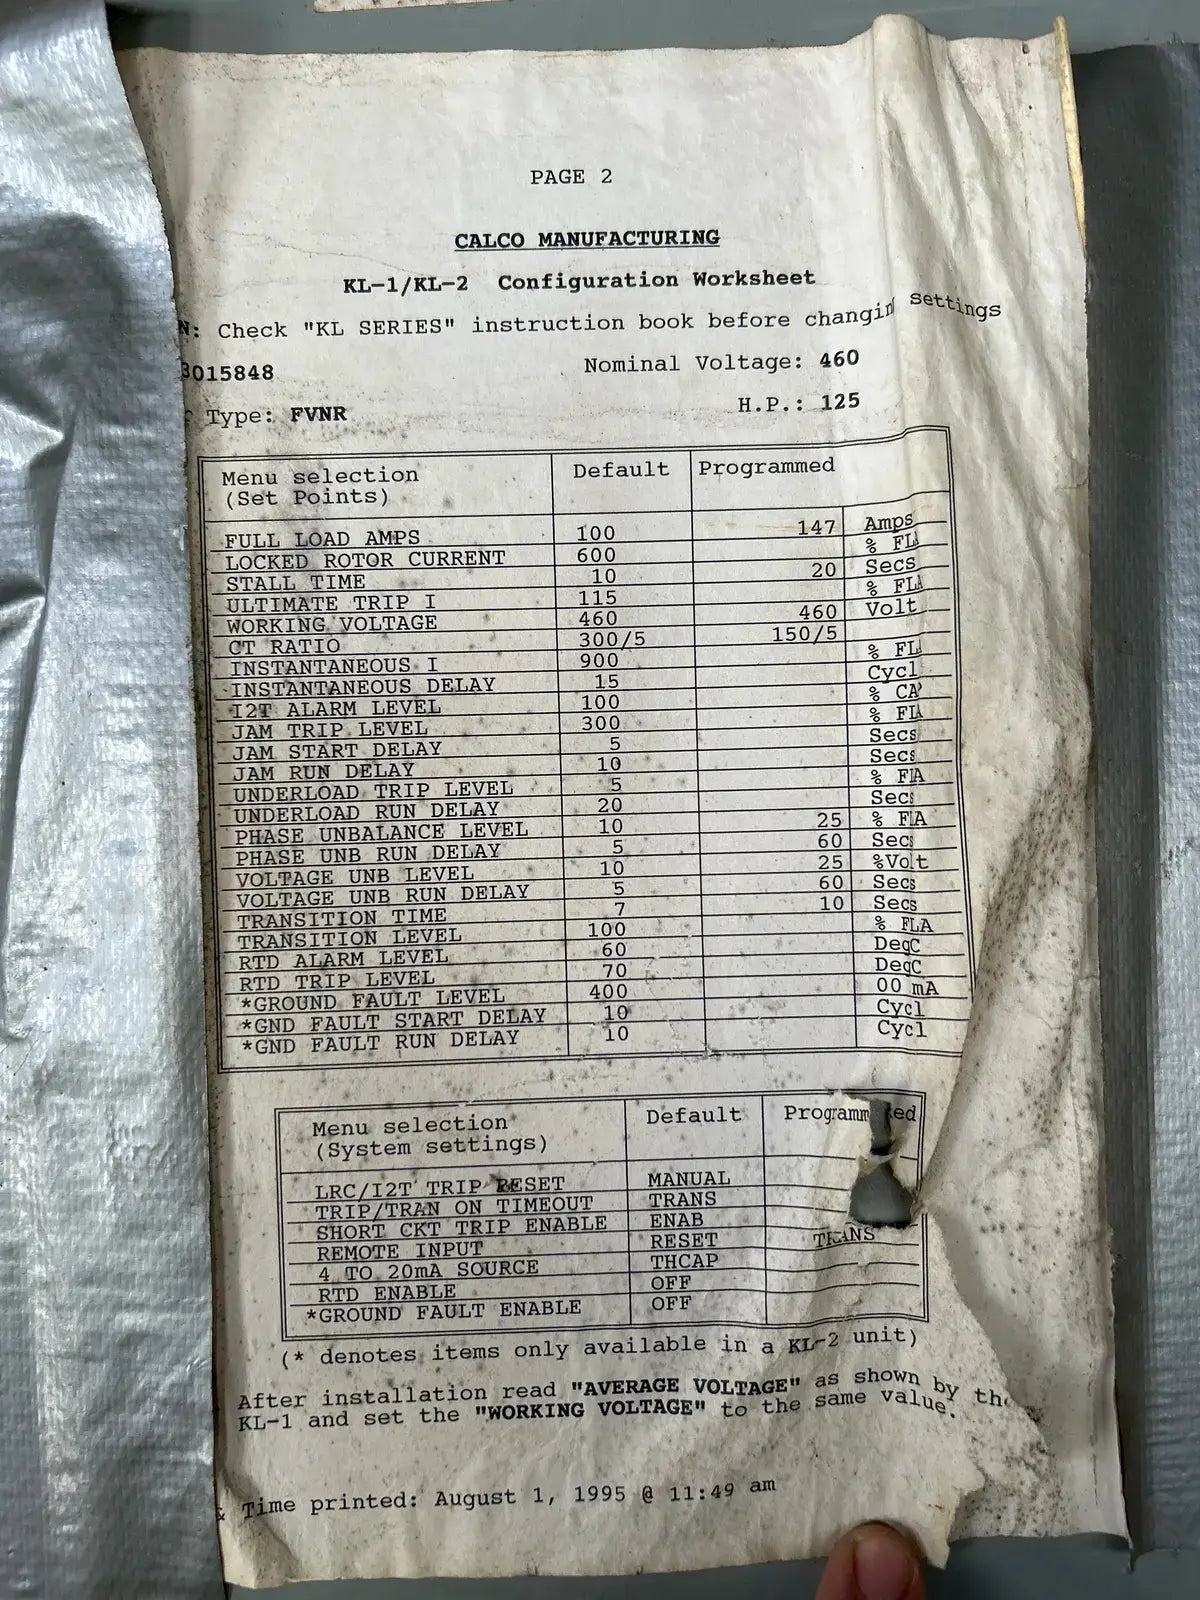 PAGE 2
CALCO MANUFACTURING
KL-1/KL-2 Configuration Worksheet
N: Check "KL SERIES" instruction book before changin settings
3015848 Nominal Voltage: 460
Type: FVNR H.P.: 125
Menu selection (Set Points) Default Programmed
FULL LOAD AMPS 100 147 Amps
LOCKED ROTOR CURRENT 600 % FLA
STALL TIME 10 20 Secs
ULTIMATE TRIP I 115 % FLA
WORKING VOLTAGE 460 460 Volt
CT RATIO 300/5 150/5
INSTANTANEOUS I 900 % FL
INSTANTANEOUS DELAY 15 Cycl
I2T ALARM LEVEL 100 % CAP
JAM TRIP LEVEL 300 % FLA
JAM START DELAY 5 Secs
JAM RUN DELAY 10 Secs
UNDERLOAD TRIP LEVEL 5 % FLA
UNDERLOAD RUN DELAY 20 Secs
PHASE UNBALANCE LEVEL 10 25 % FLA
PHASE UNB RUN DELAY 5 60 Secs
VOLTAGE UNB LEVEL 10 25 %Volt
VOLTAGE UNB RUN DELAY 5 60 Secs
TRANSITION TIME 7 10 Secs
TRANSITION LEVEL 100 % FLA
RTD ALARM LEVEL 60 DegC
RTD TRIP LEVEL 70 DegC
*GROUND FAULT LEVEL 400 00 mA
*GND FAULT START DELAY 10 Cycl
*GND FAULT RUN DELAY 10 Cycl
Menu selection (System settings) Default Programmed
LRC/I2T TRIP RESET MANUAL
TRIP/TRAN ON TIMEOUT TRANS
SHORT CKT TRIP ENABLE ENAB
REMOTE INPUT RESET TRANS
4 TO 20mA SOURCE THCAP
RTD ENABLE OFF
*GROUND FAULT ENABLE OFF
(* denotes items only available in a KL-2 unit)
After installation read "AVERAGE VOLTAGE" as shown by the
KL-1 and set the "WORKING VOLTAGE" to the same value.
& Time printed: August 1, 1995 @ 11:49 am